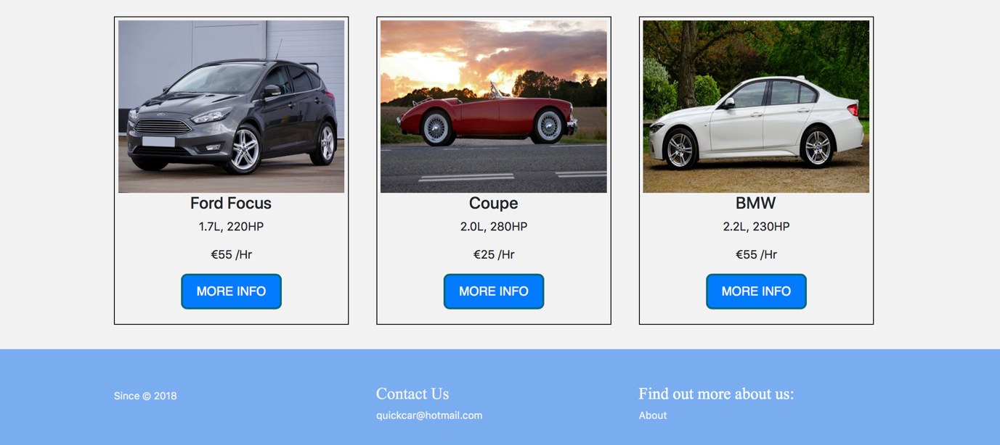 Ford Focus
1.7L, 220HP
€55 /Hr
MORE INFO
Coupe
2.0L, 280HP
€25 /Hr
MORE INFO
BMW
2.2L, 230HP
€55 /Hr
MORE INFO
Since © 2018
Contact Us
quickcar@hotmail.com
Find out more about us:
About